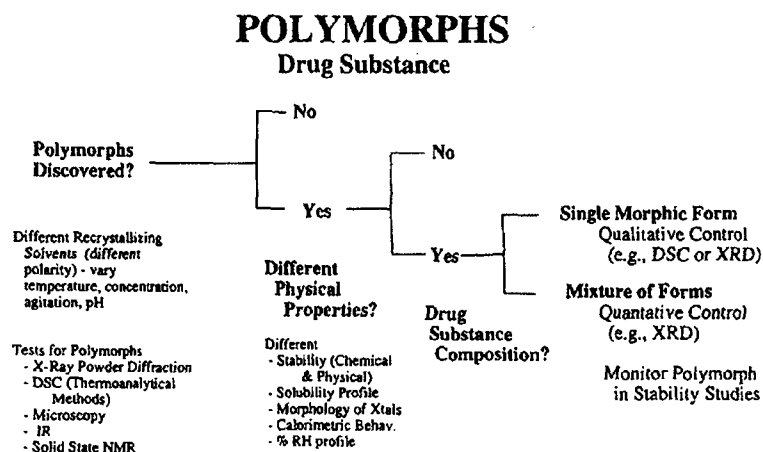 POLYMORPHS
Drug Substance
No
Polymorphs
Discovered?
No
Yes
Single Morphic Form
Qualitative Control
(e.g., DSC or XRD)
Yes
Mixture of Forms
Quantative Control
(e.g., XRD)
Monitor Polymorph
in Stability Studies
Different Recrystallizing
Solvents (different
polarity) - vary
temperature, concentration,
agitation, pH
Tests for Polymorphs
- X-Ray Powder Diffraction
- DSC (Thermoanalytical
Methods)
- Microscopy
- IR
- Solid State NMR
Different
Physical
Properties?
Different
- Stability (Chemical
& Physical)
- Solubility Profile
- Morphology of Xtals
- Calorimetric Behav.
- % RH profile
Drug
Substance
Composition?